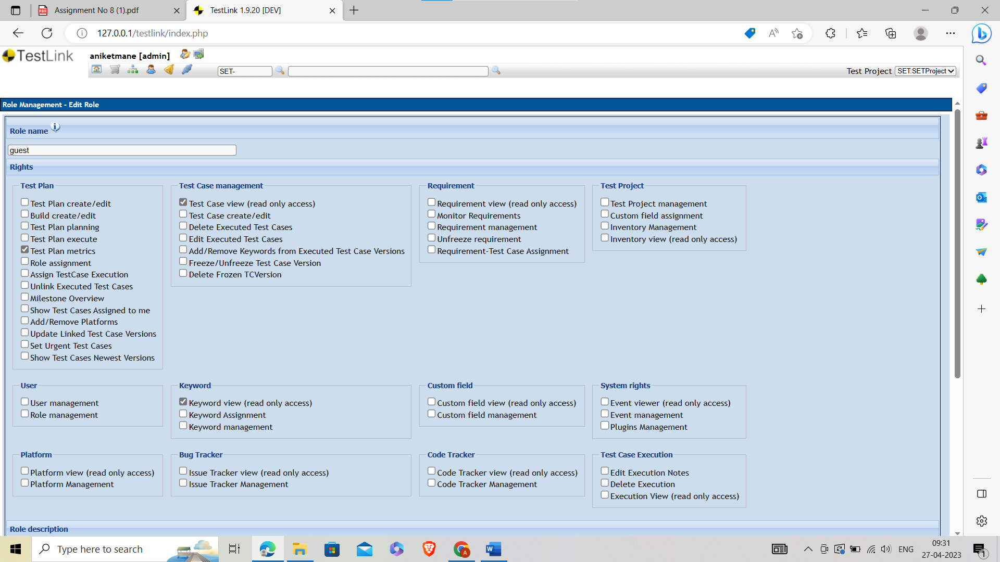 Assignment No 8 (1).pdf
TestLink 1.9.20 [DEV]
127.0.0.1/testlink/index.php
TestLink
aniketmane [admin]
SET-
Test Project SET:SETProject
Role Management - Edit Role
Role name
guest
Rights
Test Plan
Test Plan create/edit
Build create/edit
Test Plan planning
Test Plan execute
Test Plan metrics
Role assignment
Assign TestCase Execution
Unlink Executed Test Cases
Milestone Overview
Show Test Cases Assigned to me
Add/Remove Platforms
Update Linked Test Case Versions
Set Urgent Test Cases
Show Test Cases Newest Versions
Test Case management
Test Case view (read only access)
Test Case create/edit
Delete Executed Test Cases
Edit Executed Test Cases
Add/Remove Keywords from Executed Test Case Versions
Freeze/Unfreeze Test Case Version
Delete Frozen TCVersion
Requirement
Requirement view (read only access)
Monitor Requirements
Requirement management
Unfreeze requirement
Requirement-Test Case Assignment
Test Project
Test Project management
Custom field assignment
Inventory Management
Inventory view (read only access)
User
User management
Role management
Keyword
Keyword view (read only access)
Keyword Assignment
Keyword management
Custom field
Custom field view (read only access)
Custom field management
System rights
Event viewer (read only access)
Event management
Plugins Management
Platform
Platform view (read only access)
Platform Management
Bug Tracker
Issue Tracker view (read only access)
Issue Tracker Management
Code Tracker
Code Tracker view (read only access)
Code Tracker Management
Test Case Execution
Edit Execution Notes
Delete Execution
Execution View (read only access)
Role description
Type here to search
ENG
09:31
27-04-2023
1